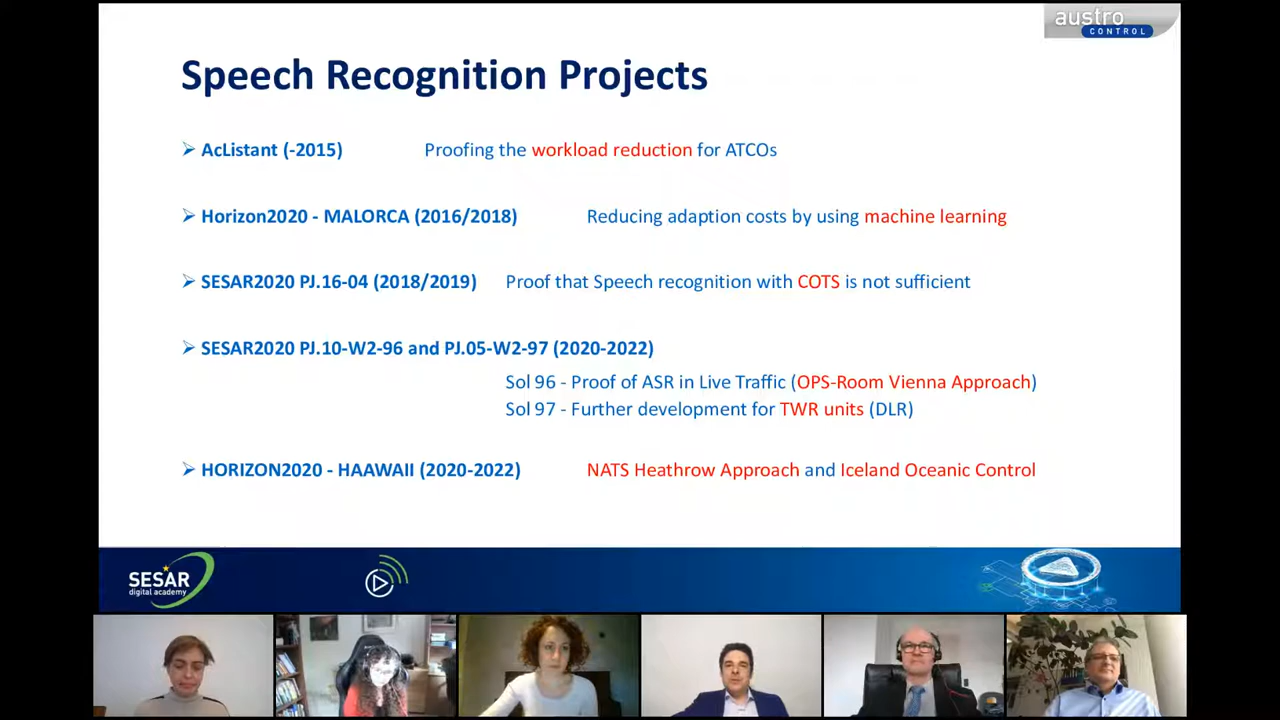 austro
CONTROL
Speech Recognition Projects
➢ AcListant (-2015) Proofing the workload reduction for ATCOs
➢ Horizon2020 - MALORCA (2016/2018) Reducing adaption costs by using machine learning
➢ SESAR2020 PJ.16-04 (2018/2019) Proof that Speech recognition with COTS is not sufficient
➢ SESAR2020 PJ.10-W2-96 and PJ.05-W2-97 (2020-2022)
Sol 96 - Proof of ASR in Live Traffic (OPS-Room Vienna Approach)
Sol 97 - Further development for TWR units (DLR)
➢ HORIZON2020 - HAAWAII (2020-2022) NATS Heathrow Approach and Iceland Oceanic Control
SESAR
digital academy